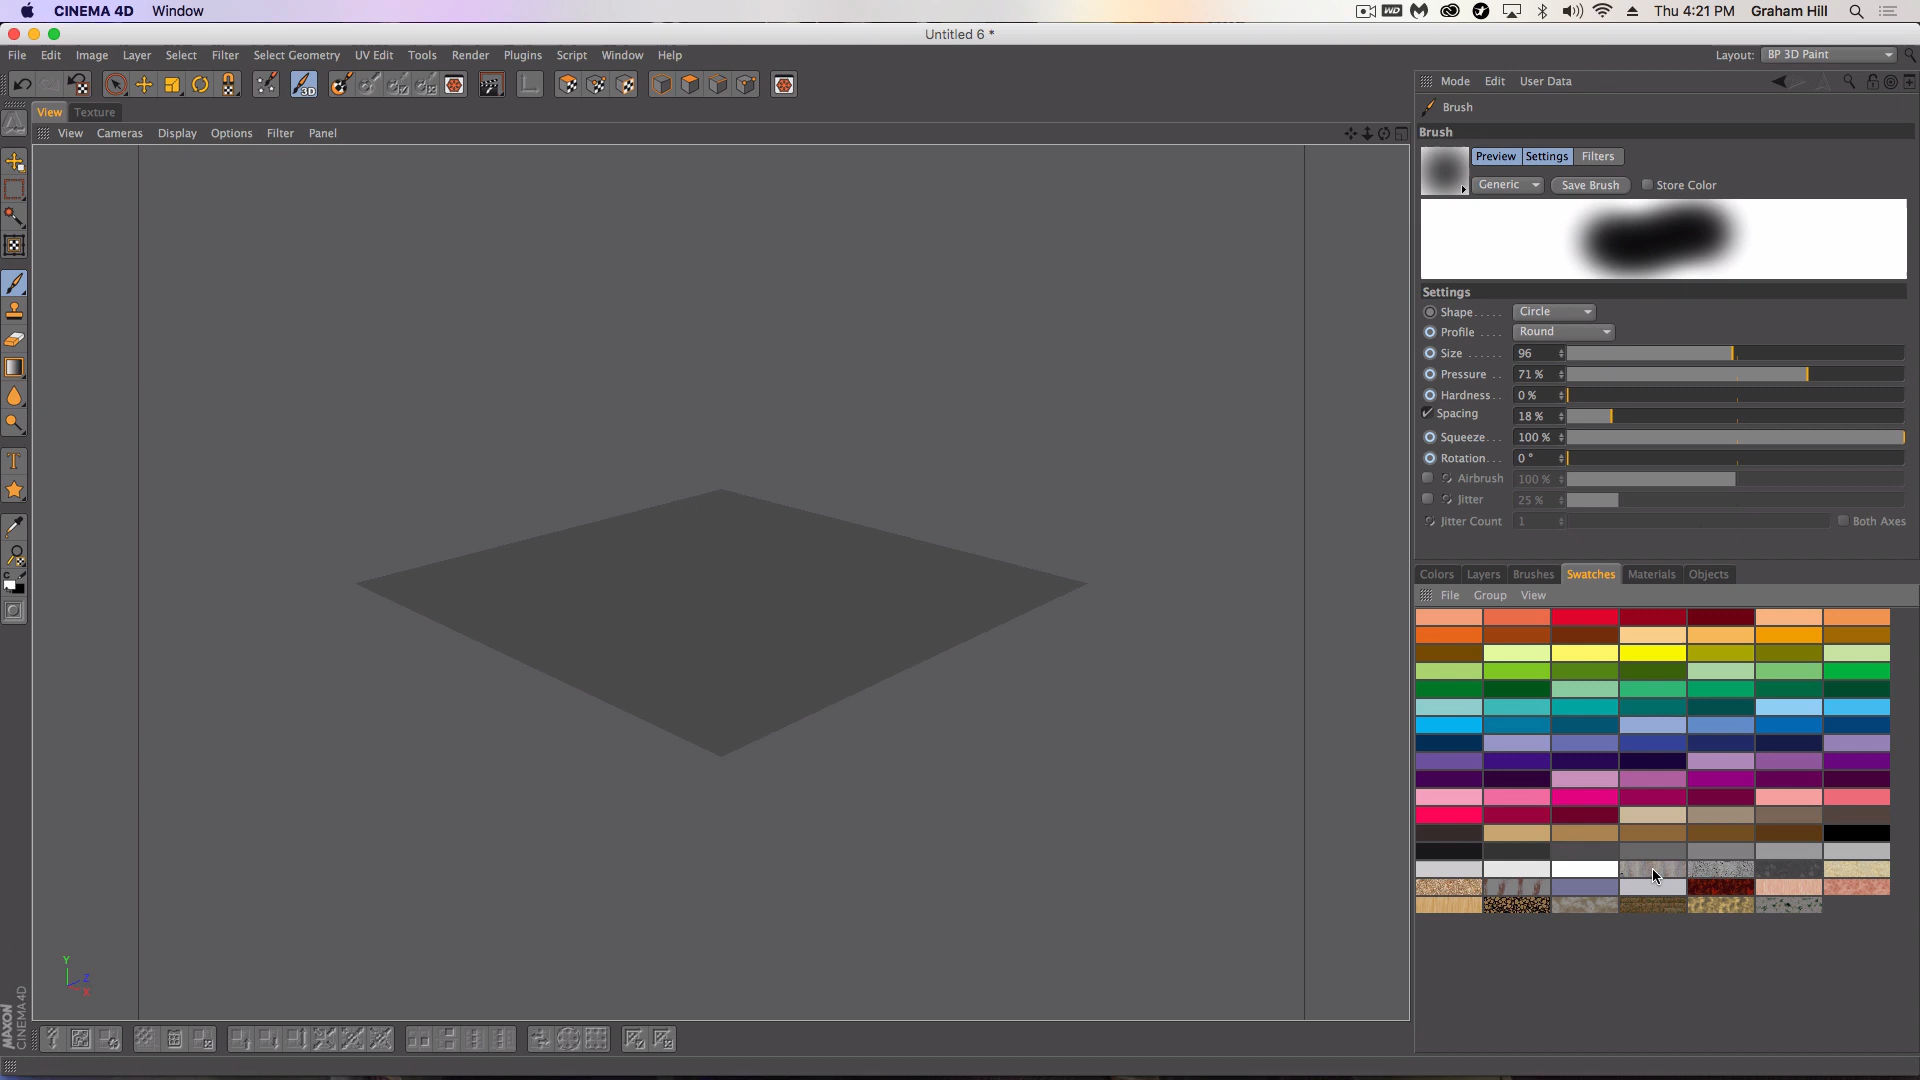 CINEMA 4D Window
WD Thu 4:21 PM Graham Hill
Untitled 6 *
File Edit Image Layer Select Filter Select Geometry UV Edit Tools Render Plugins Script Window Help
Layout: BP 3D Paint
3D
Mode Edit User Data
View Texture
Brush
View Cameras Display Options Filter Panel
Brush
Preview Settings Filters
Generic Save Brush Store Color
Settings
Shape..... Circle
Profile .... Round
Size ...... 96
Pressure .. 71 %
Hardness.. 0 %
Spacing 18 %
Squeeze... 100 %
Rotation... 0 °
Airbrush 100 %
Jitter 25 %
Jitter Count 1 Both Axes
Colors Layers Brushes Swatches Materials Objects
File Group View
T
C
Y
Z
X
MAXON
CINEMA 4D